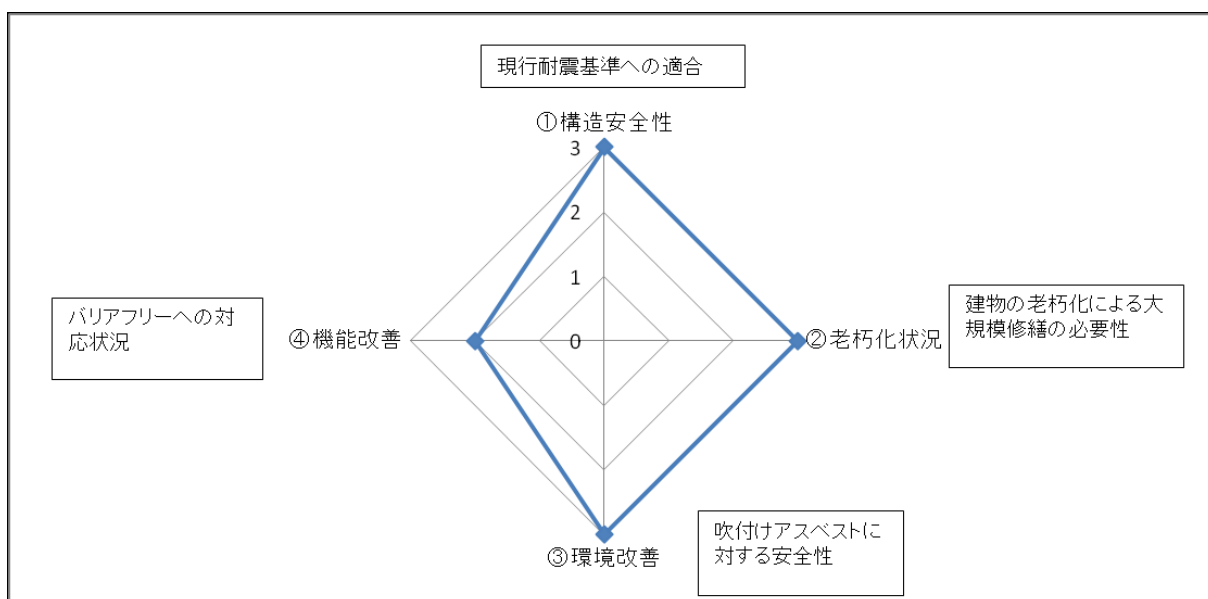 現行耐震基準への適合
①構造安全性
3
2
1
0
バリアフリーへの対
応状況
④機能改善
②老朽化状況
建物の老朽化による大
規模修繕の必要性
吹付けアスベストに
対する安全性
③環境改善